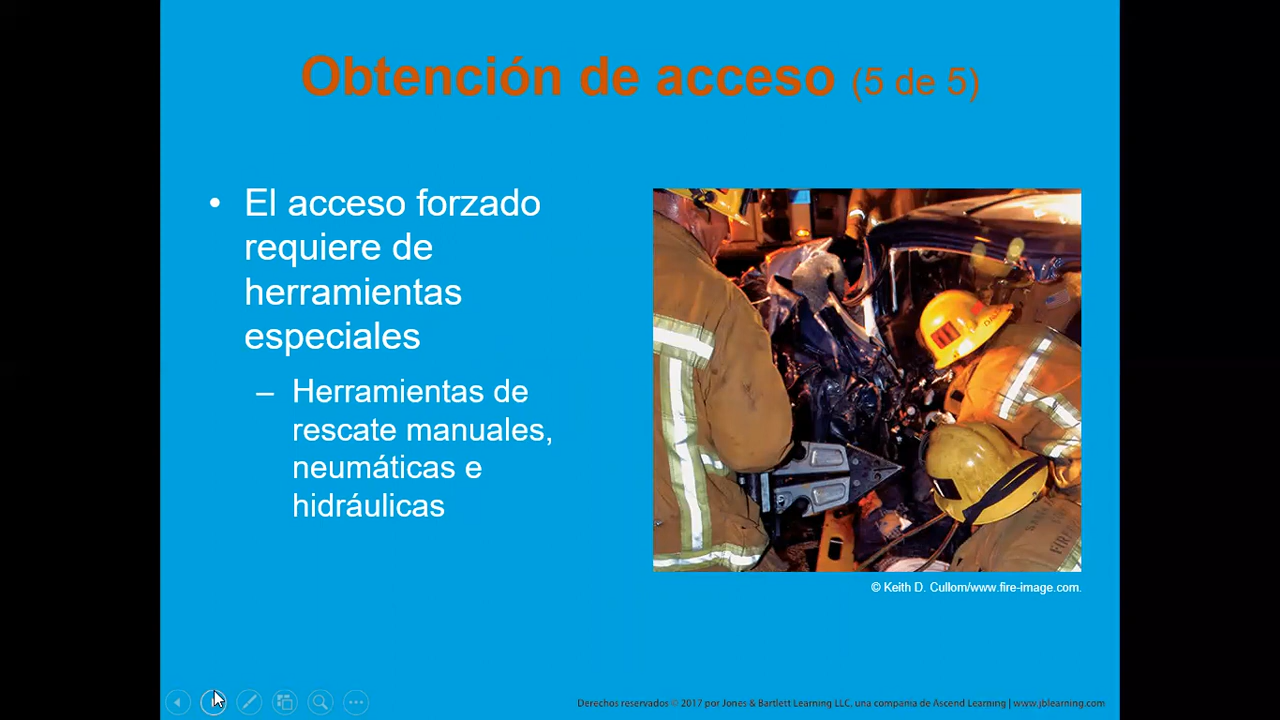 Obtención de acceso (5 de 5)
• El acceso forzado
requiere de
herramientas
especiales
– Herramientas de
rescate manuales,
neumáticas e
hidráulicas
© Keith D. Cullom/www.fire-image.com.
Derechos reservados © 2017 por Jones & Bartlett Learning LLC, una compania de Ascend Learning | www.jblearning.com